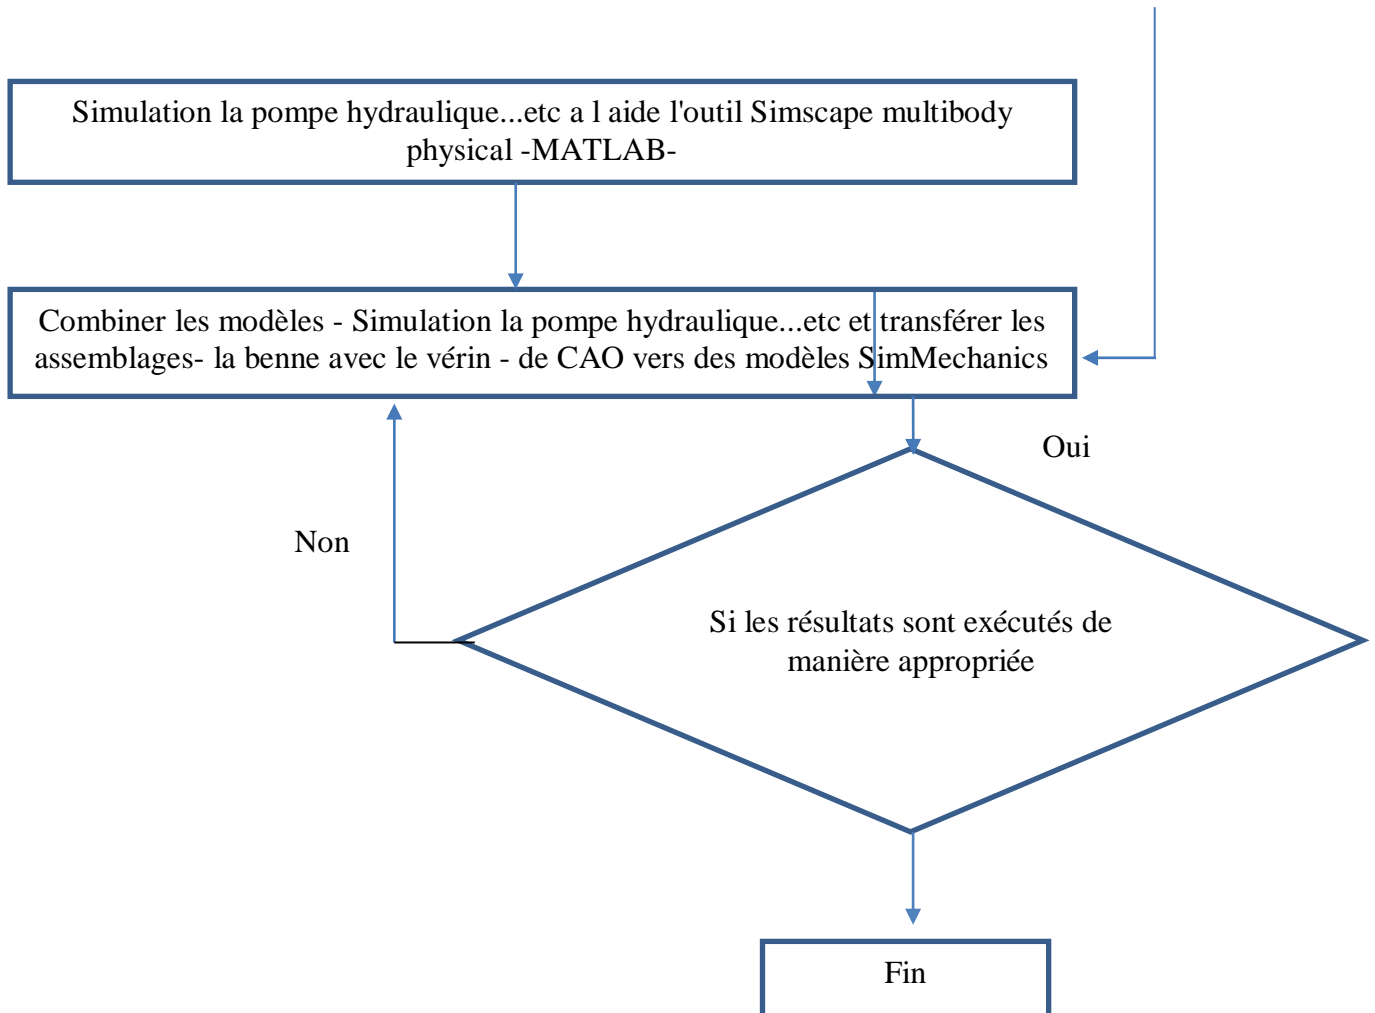 Simulation la pompe hydraulique...etc a l aide l'outil Simscape multibody
physical -MATLAB-
Combiner les modèles - Simulation la pompe hydraulique...etc et transférer les
assemblages- la benne avec le vérin - de CAO vers des modèles SimMechanics
Oui
Non
Si les résultats sont exécutés de
manière appropriée
Fin